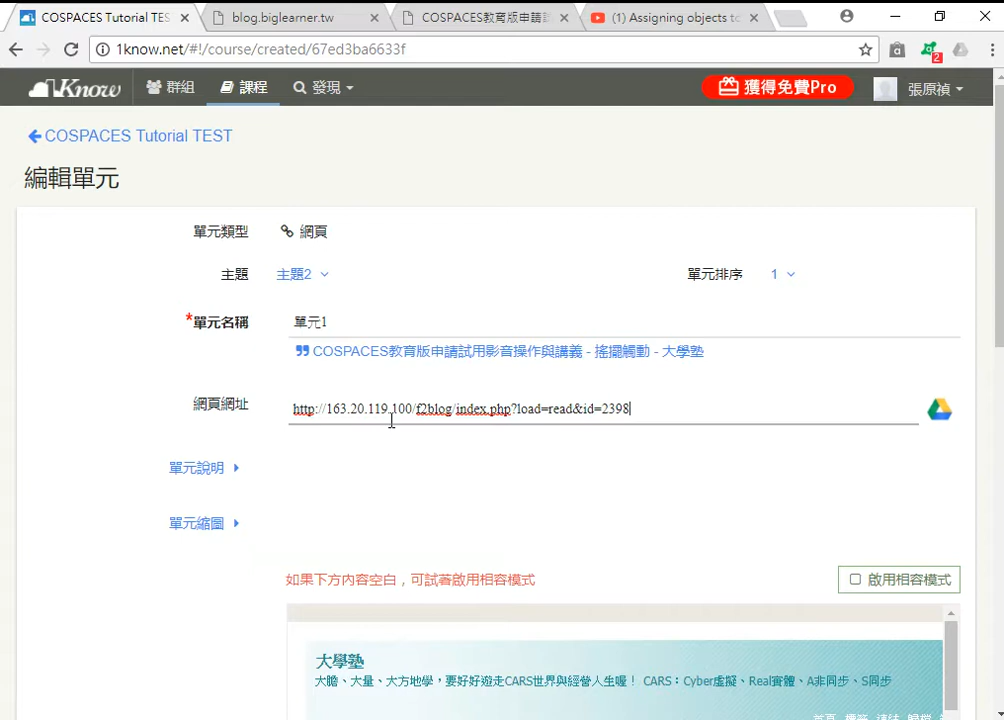 COSPACES Tutorial TES
blog.biglearner.tw
COSPACES教育版申請試
(1) Assigning objects to
1know.net/#!/course/created/67ed3ba6633f
2
1Know
群組
課程
發現
獲得免費Pro
張原禎
COSPACES Tutorial TEST
編輯單元
單元類型
網頁
主題
主題2
單元排序
1
*單元名稱
單元1
COSPACES教育版申請試用影音操作與講義 - 搖擺觸動 - 大學塾
網頁網址
http://163.20.119.100/f2blog/index.php?load=read&id=2398
單元說明
單元縮圖
如果下方內容空白，可試著啟用相容模式
啟用相容模式
大學塾
大膽、大量、大方地學，要好好遊走CARS世界與經營人生喔！ CARS：Cyber虛擬、Real實體、A非同步、S同步